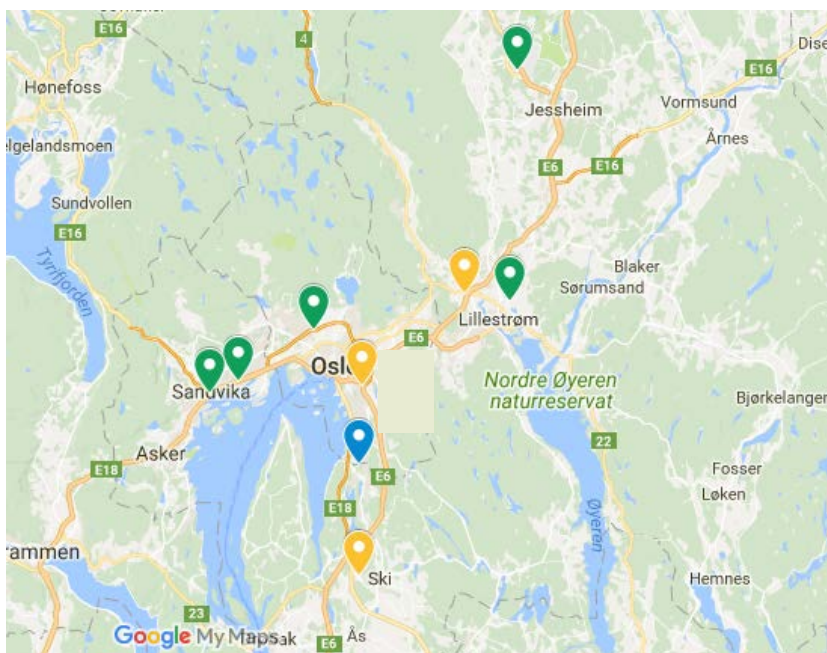 E16
4
Dise
Hønefoss
E16
Jessheim
Vormsund
elgelandsmoen
E6
E16
Årnes
Sundvollen
E16
Tyrifjorden
Blaker
Sørumsand
Lillestrøm
E6
Oslo
Sandvika
Nordre Øyeren
naturreservat
Bjørkelangen
Asker
22
E18
E6
Fosser
Løken
E18
Øyeren
rammen
Ski
Hemnes
23
Google My Maps
E6
Ås